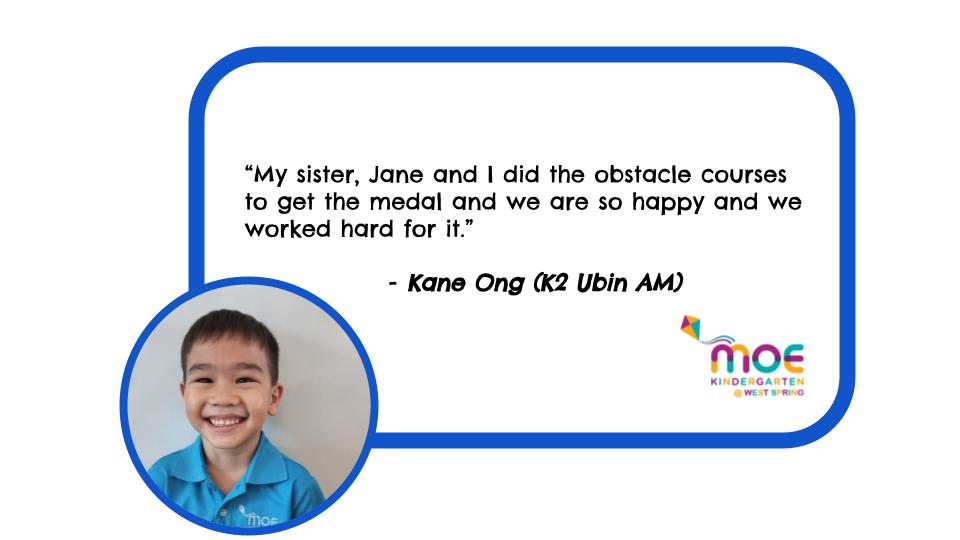 “My sister, Jane and I did the obstacle courses
to get the medal and we are so happy and we
worked hard for it.”
- Kane Ong (K2 Ubin AM)
moe
KINDERGARTEN
@ WEST SPRING
moe